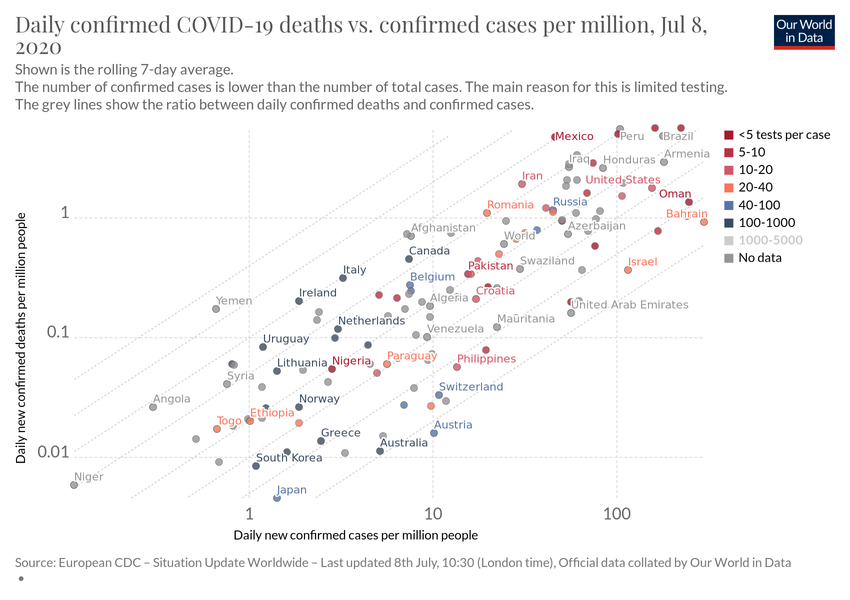 Daily confirmed COVID-19 deaths vs. confirmed cases per million, Jul 8,
2020
Our World
in Data
Shown is the rolling 7-day average.
The number of confirmed cases is lower than the number of total cases. The main reason for this is limited testing.
The grey lines show the ratio between daily confirmed deaths and confirmed cases.
Daily new confirmed deaths per million people
1
0.1
0.01
Mexico
Peru
Brazil
Iraq
Honduras
Armenia
Iran
United States
Oman
Romania
Russia
Bahrain
Afghanistan
World
Azerbaijan
Canada
Italy
Pakistan
Swaziland
Israel
Belgium
Ireland
Algeria
Croatia
Yemen
United Arab Emirates
Netherlands
Venezuela
Mauritania
Uruguay
Lithuania
Nigeria
Paraguay
Philippines
Syria
Switzerland
Angola
Norway
Togo
Ethiopia
Austria
Greece
Australia
South Korea
Niger
Japan
1
10
100
Daily new confirmed cases per million people
<5 tests per case
5-10
10-20
20-40
40-100
100-1000
1000-5000
No data
Source: European CDC – Situation Update Worldwide – Last updated 8th July, 10:30 (London time), Official data collated by Our World in Data